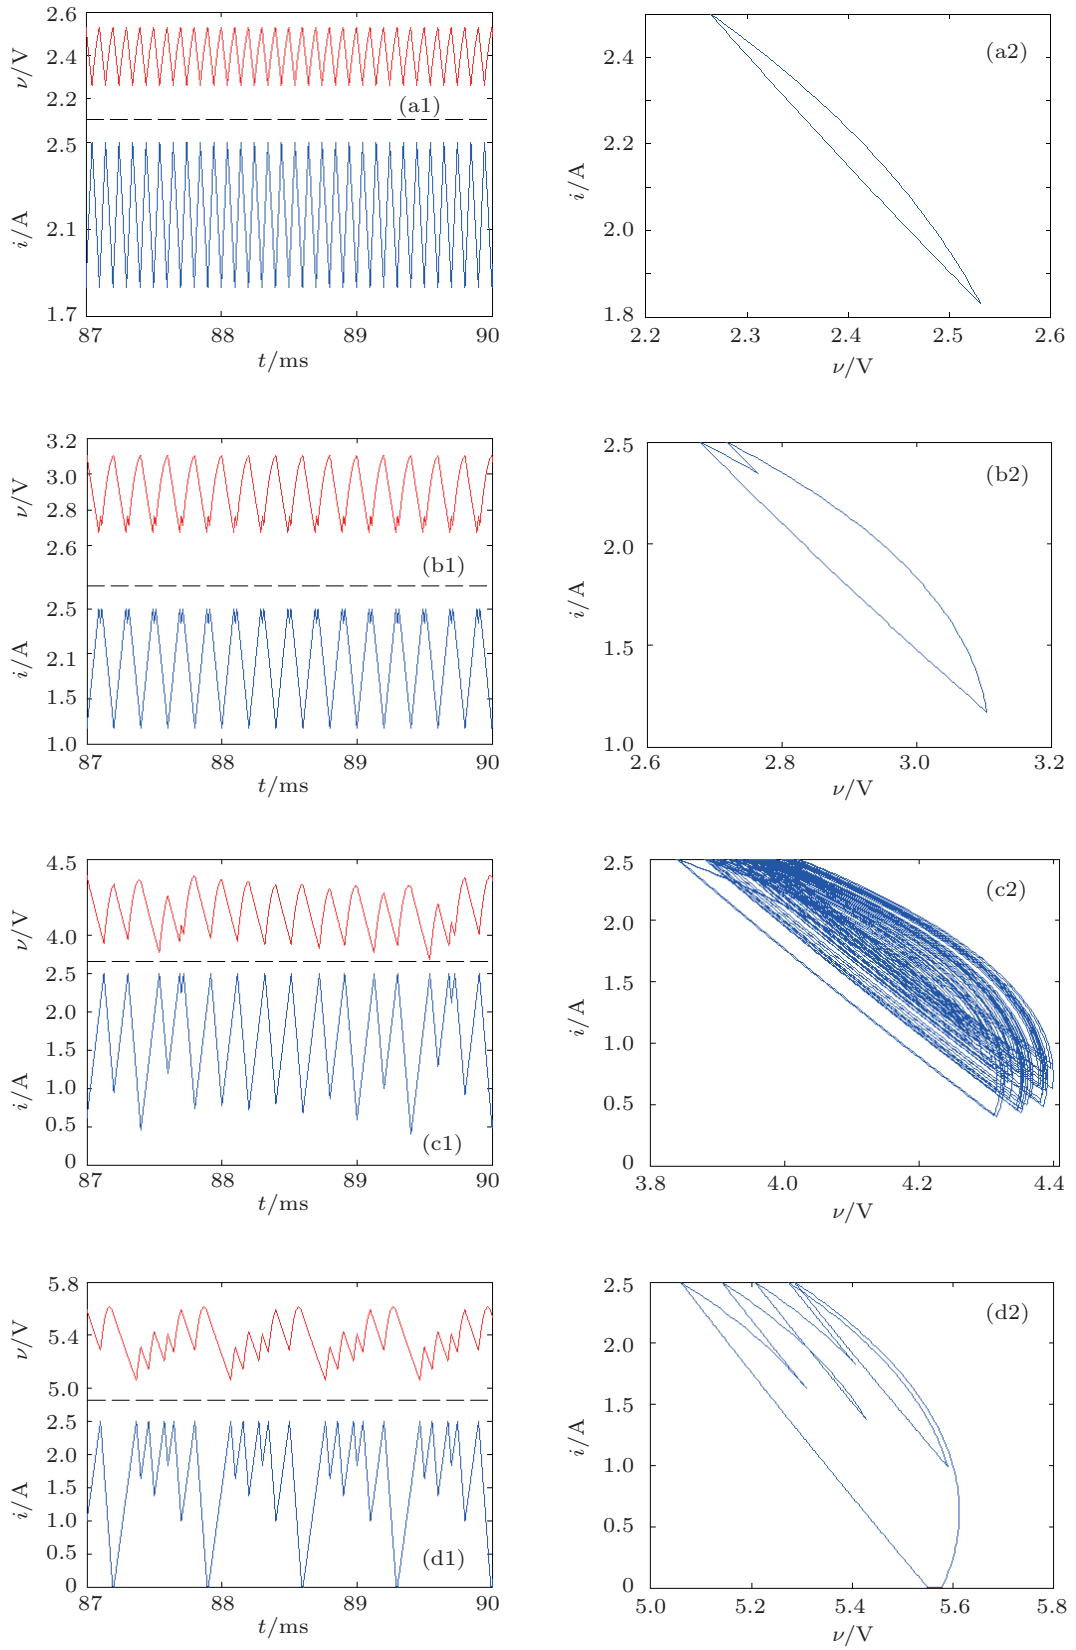 2.6
2.4
2.2
ν/V
(a1)
2.5
2.1
1.7
i/A
87 88 89 90
t/ms
2.4
2.2
2.0
1.8
i/A
(a2)
2.2 2.3 2.4 2.5 2.6
ν/V
3.2
3.0
2.8
2.6
ν/V
(b1)
2.5
2.1
1.5
1.0
i/A
87 88 89 90
t/ms
2.5
2.0
1.5
1.0
i/A
(b2)
2.6 2.8 3.0 3.2
ν/V
4.5
4.0
ν/V
2.5
2.0
1.0
0.5
0
i/A
(c1)
87 88 89 90
t/ms
2.5
2.0
1.5
1.0
0.5
0
i/A
(c2)
3.8 4.0 4.2 4.4
ν/V
5.8
5.4
5.0
ν/V
2.5
2.0
1.5
1.0
0.5
0
i/A
(d1)
87 88 89 90
t/ms
2.5
2.0
1.5
1.0
0.5
0
i/A
(d2)
5.0 5.2 5.4 5.6 5.8
ν/V